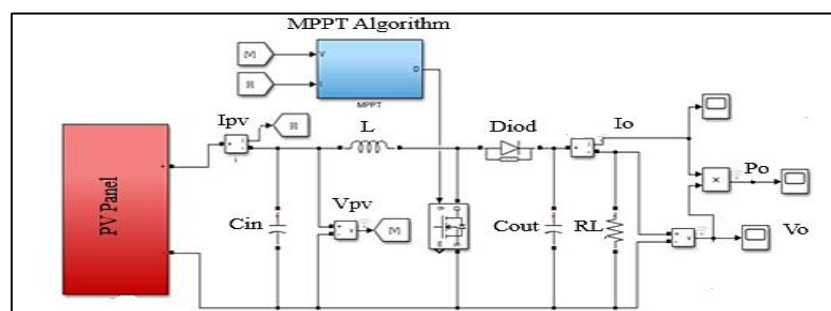 MPPT Algorithm
[V]
V
[I]
I
D
MPPT
Ipv
[I]
L
Diod
Io
PV Panel
Cin
Vpv
[V]
Cout
RL
×
Po
Vo